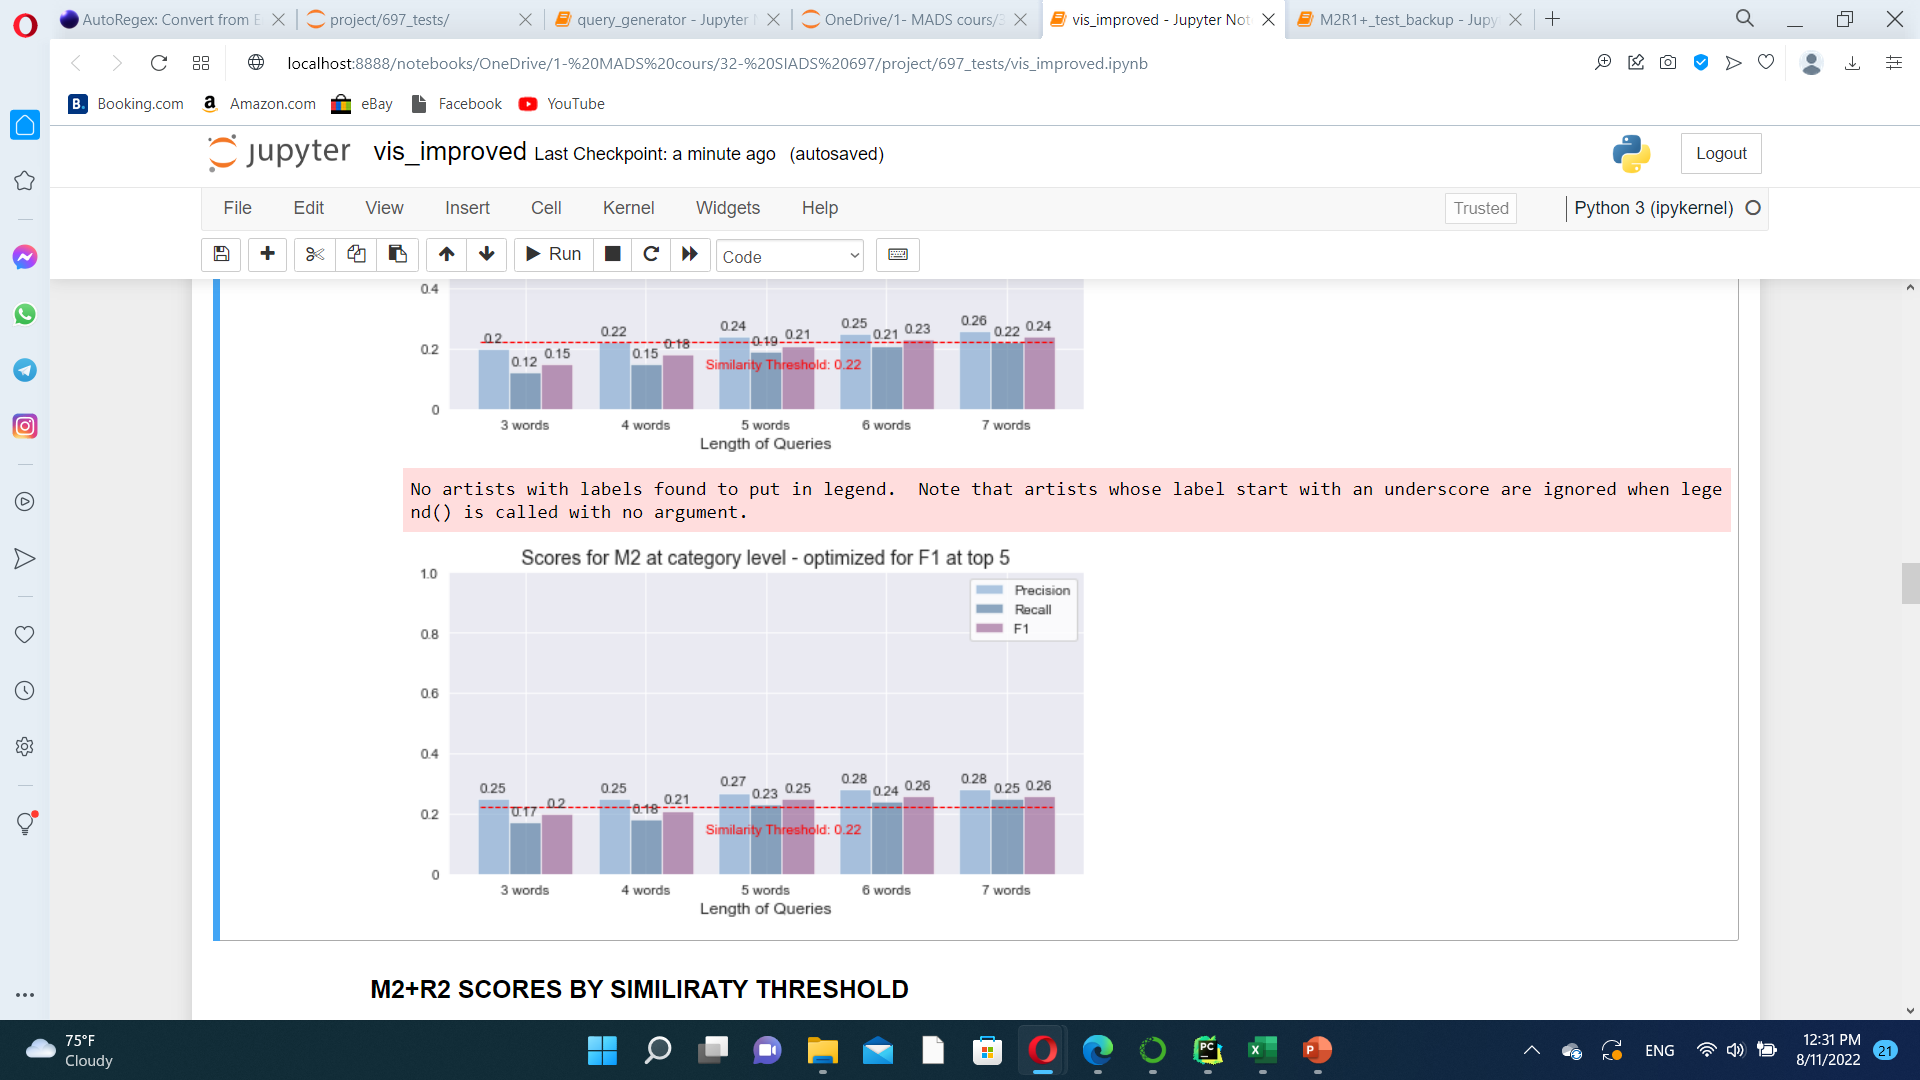 AutoRegex: Convert from E
project/697_tests/
query_generator - Jupyter
OneDrive/1- MADS cours/3
vis_improved - Jupyter Not
M2R1+_test_backup - Jupy
localhost:8888/notebooks/OneDrive/1-%20MADS%20cours/32-%20SIADS%20697/project/697_tests/vis_improved.ipynb
B. Booking.com
a Amazon.com
eBay
Facebook
YouTube
jupyter vis_improved Last Checkpoint: a minute ago (autosaved)
Logout
File Edit View Insert Cell Kernel Widgets Help
Trusted
Python 3 (ipykernel)
Run
Code
0.4
0.2 0.12 0.15 0.22 0.15 0.18 0.24 0.19 0.21 0.25 0.21 0.23 0.26 0.22 0.24
0.2
Similarity Threshold: 0.22
0
3 words 4 words 5 words 6 words 7 words
Length of Queries
No artists with labels found to put in legend.  Note that artists whose label start with an underscore are ignored when lege
nd() is called with no argument.
Scores for M2 at category level - optimized for F1 at top 5
1.0
Precision
Recall
F1
0.8
0.6
0.4
0.25 0.17 0.2 0.25 0.18 0.21 0.27 0.23 0.25 0.28 0.24 0.26 0.28 0.25 0.26
0.2
Similarity Threshold: 0.22
0
3 words 4 words 5 words 6 words 7 words
Length of Queries
M2+R2 SCORES BY SIMILIRATY THRESHOLD
75°F
Cloudy
PC
X
P
ENG
12:31 PM
8/11/2022
21